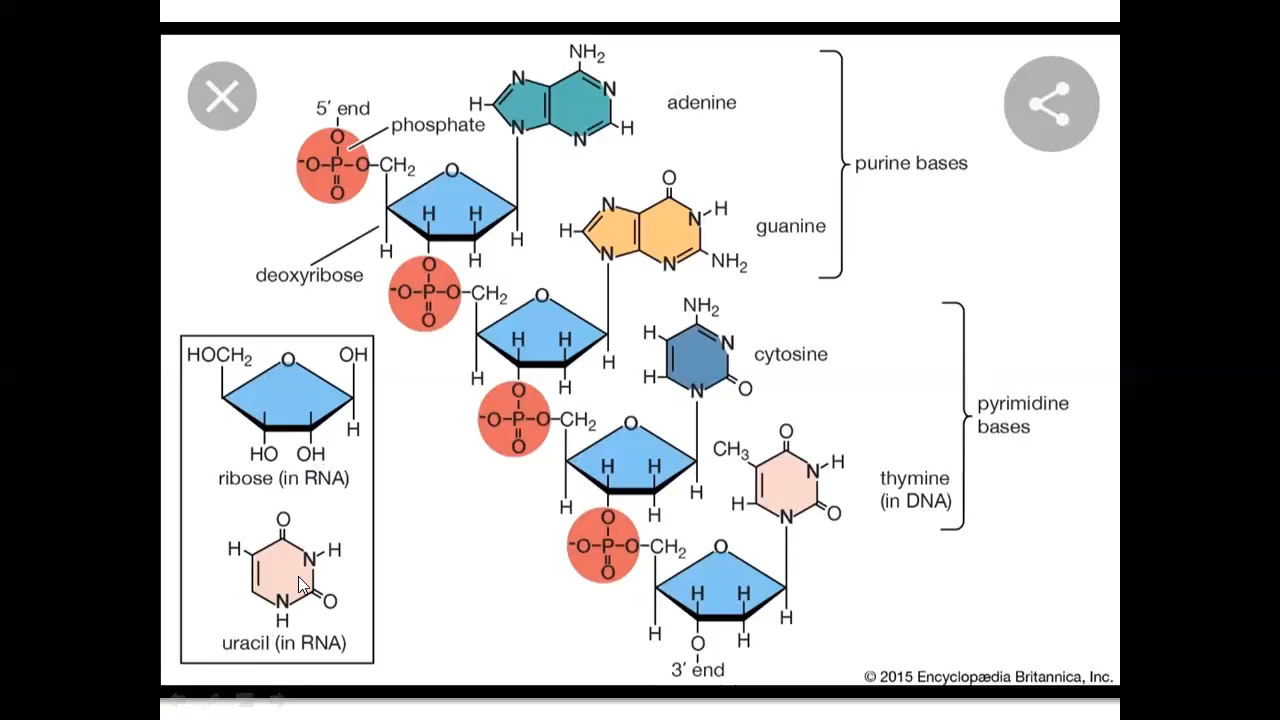 NH₂
N
N
H
adenine
5′ end
O
phosphate
N
N
H
⁻O–P–O–CH₂
O
O
purine bases
O
H
H
N
N
H
H
guanine
H
H
H
N
N
NH₂
deoxyribose
O
⁻O–P–O–CH₂
O
O
NH₂
H
H
H
N
cytosine
HOCH₂
O
OH
H
H
H
H
N
O
O
pyrimidine
bases
⁻O–P–O–CH₂
O
O
O
H
HO
OH
CH₃
N
H
ribose (in RNA)
H
H
H
H
thymine
(in DNA)
H
H
N
O
O
O
⁻O–P–O–CH₂
O
O
H
N
H
N
O
H
H
H
H
H
uracil (in RNA)
H
H
O
3′ end
© 2015 Encyclopædia Britannica, Inc.